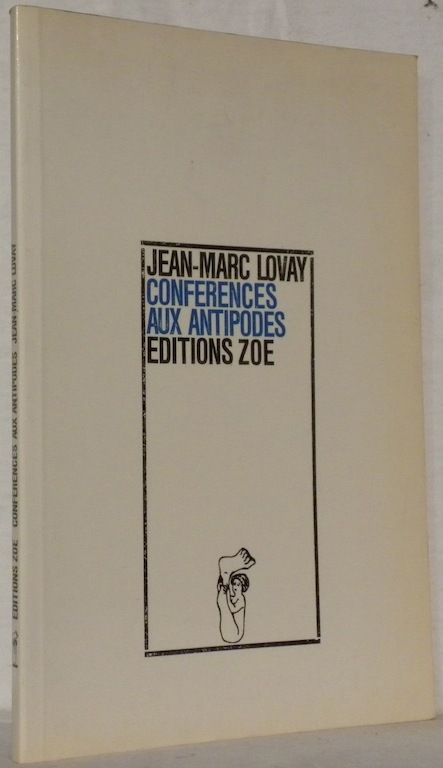 JEAN-MARC LOVAY
CONFERENCES
AUX ANTIPODES
EDITIONS ZOE
EDITIONS ZOE CONFERENCES AUX ANTIPODES JEAN MARC LOVAY